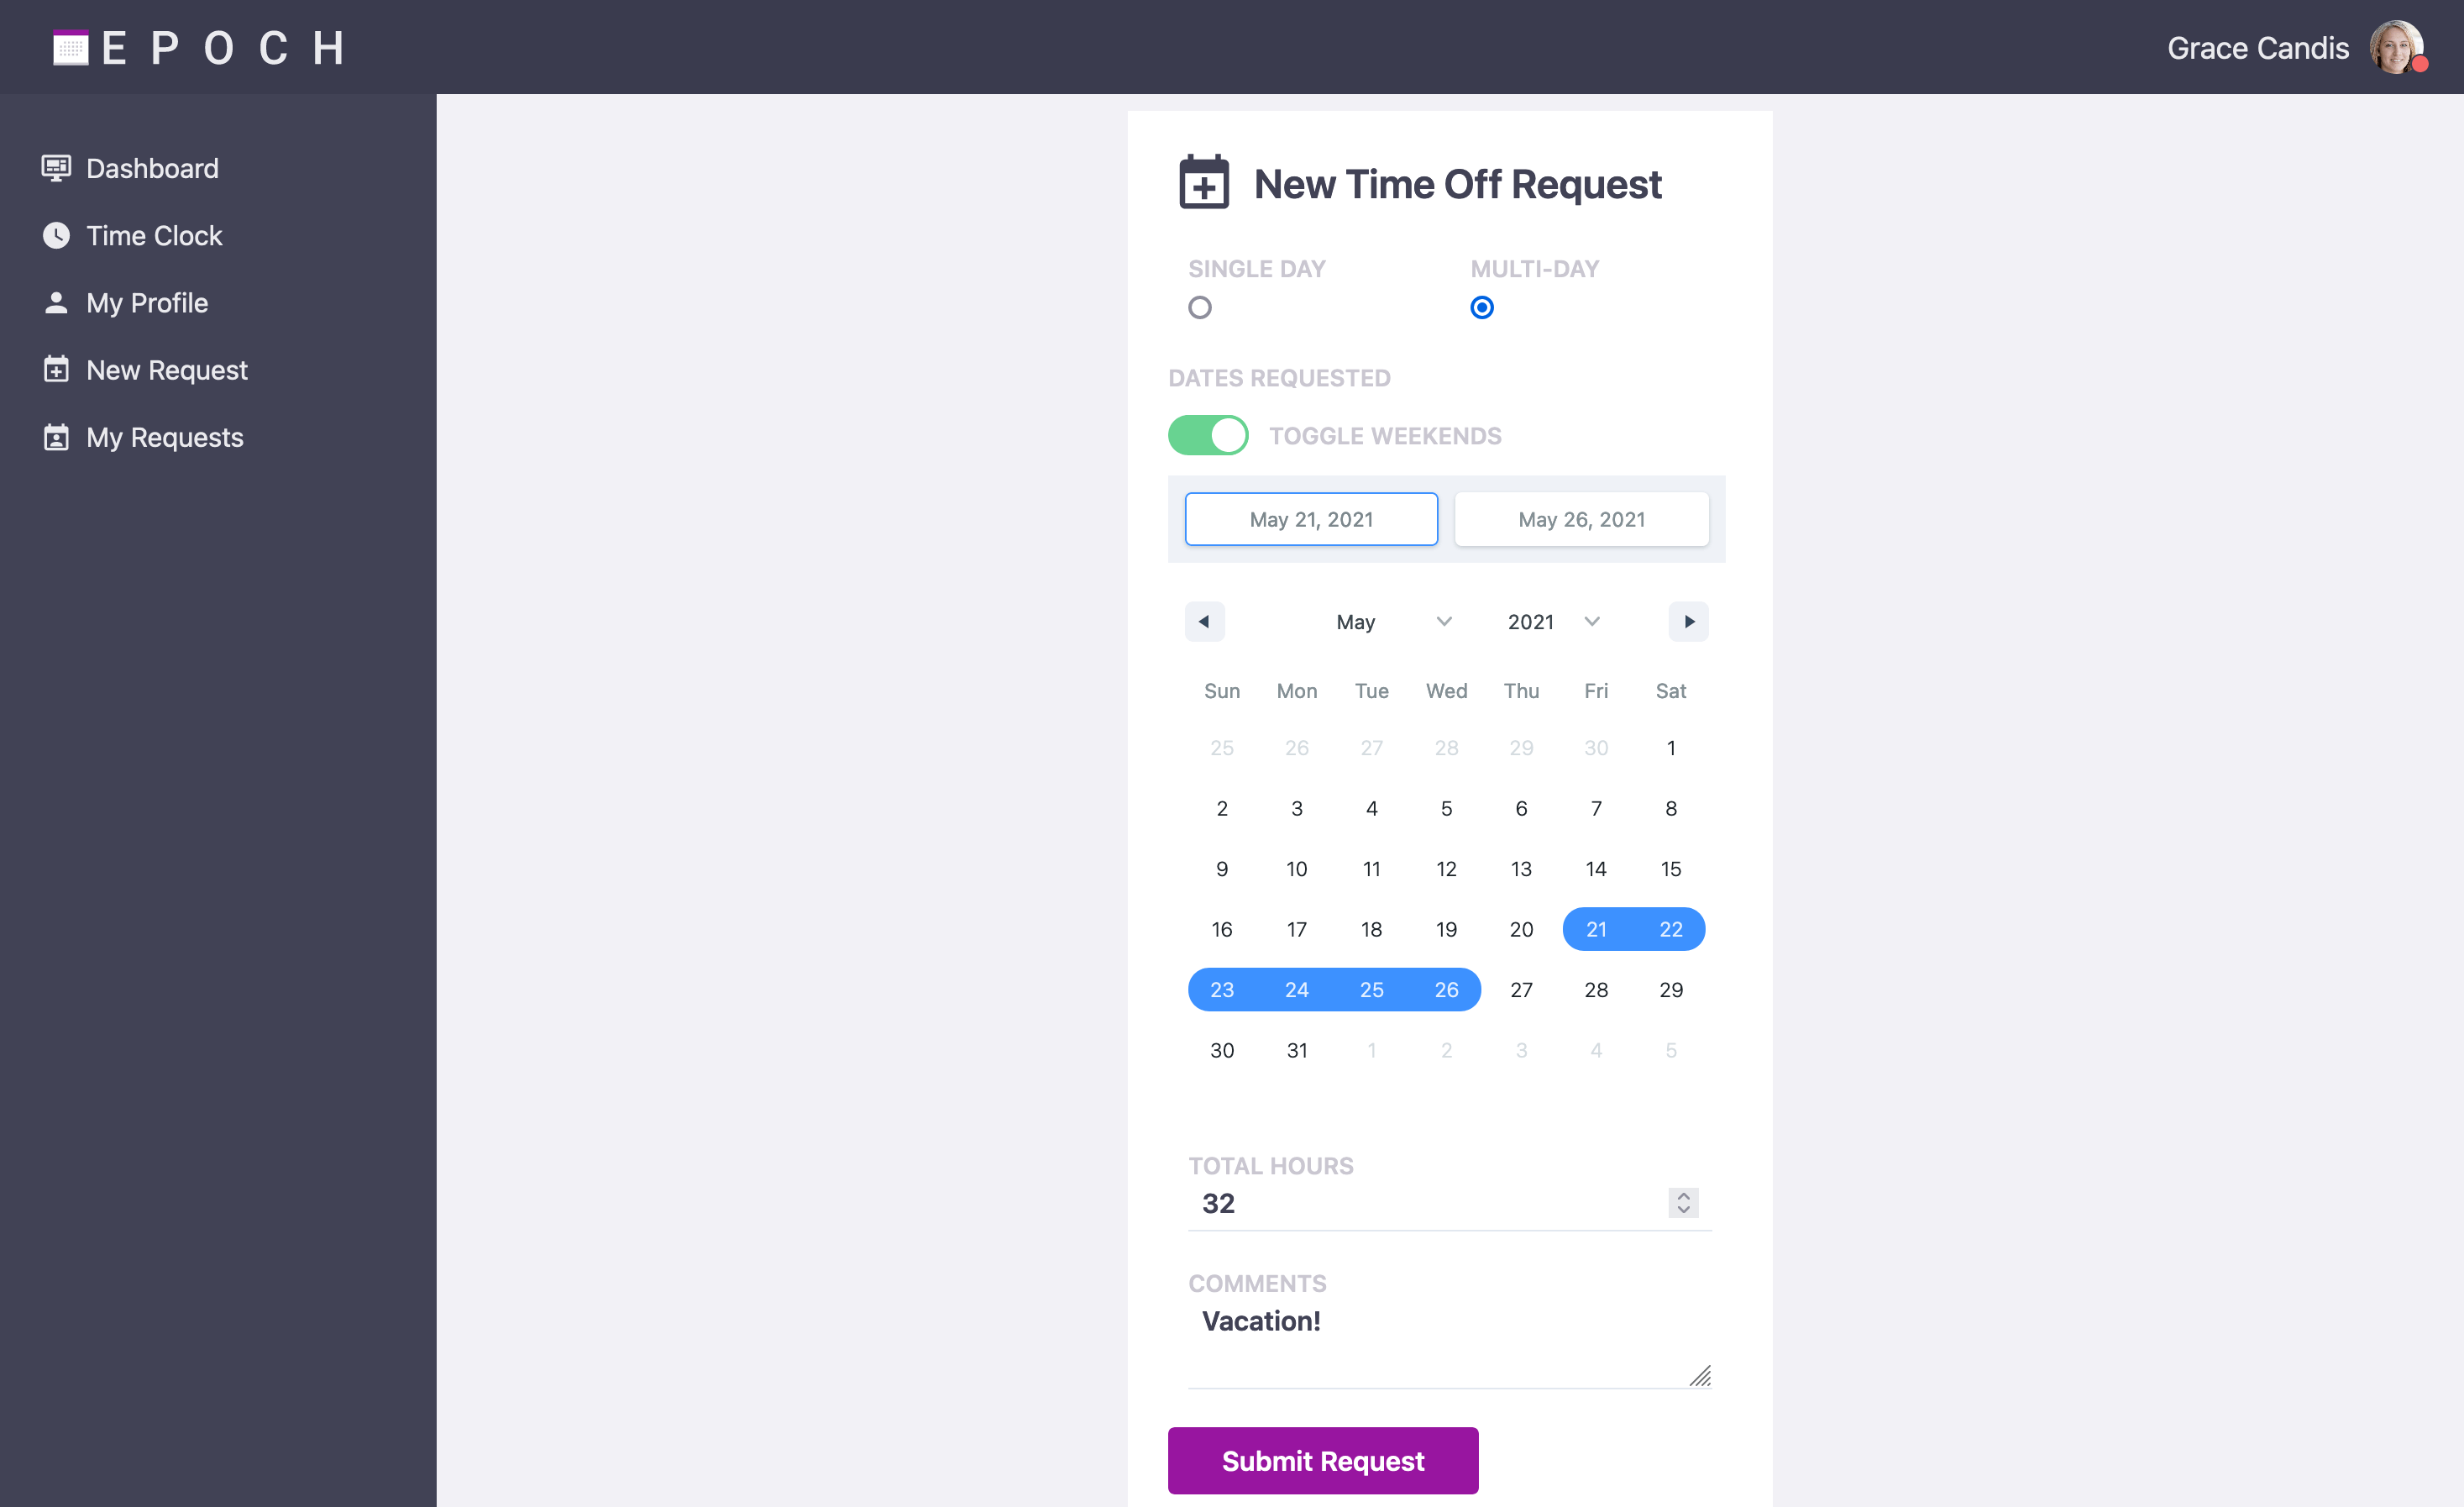 EPOCH
Grace Candis
Dashboard
Time Clock
My Profile
New Request
My Requests
New Time Off Request
SINGLE DAY MULTI-DAY
DATES REQUESTED
TOGGLE WEEKENDS
May 21, 2021 May 26, 2021
May 2021
Sun Mon Tue Wed Thu Fri Sat
25 26 27 28 29 30 1
2 3 4 5 6 7 8
9 10 11 12 13 14 15
16 17 18 19 20 21 22
23 24 25 26 27 28 29
30 31 1 2 3 4 5
TOTAL HOURS
32
COMMENTS
Vacation!
Submit Request